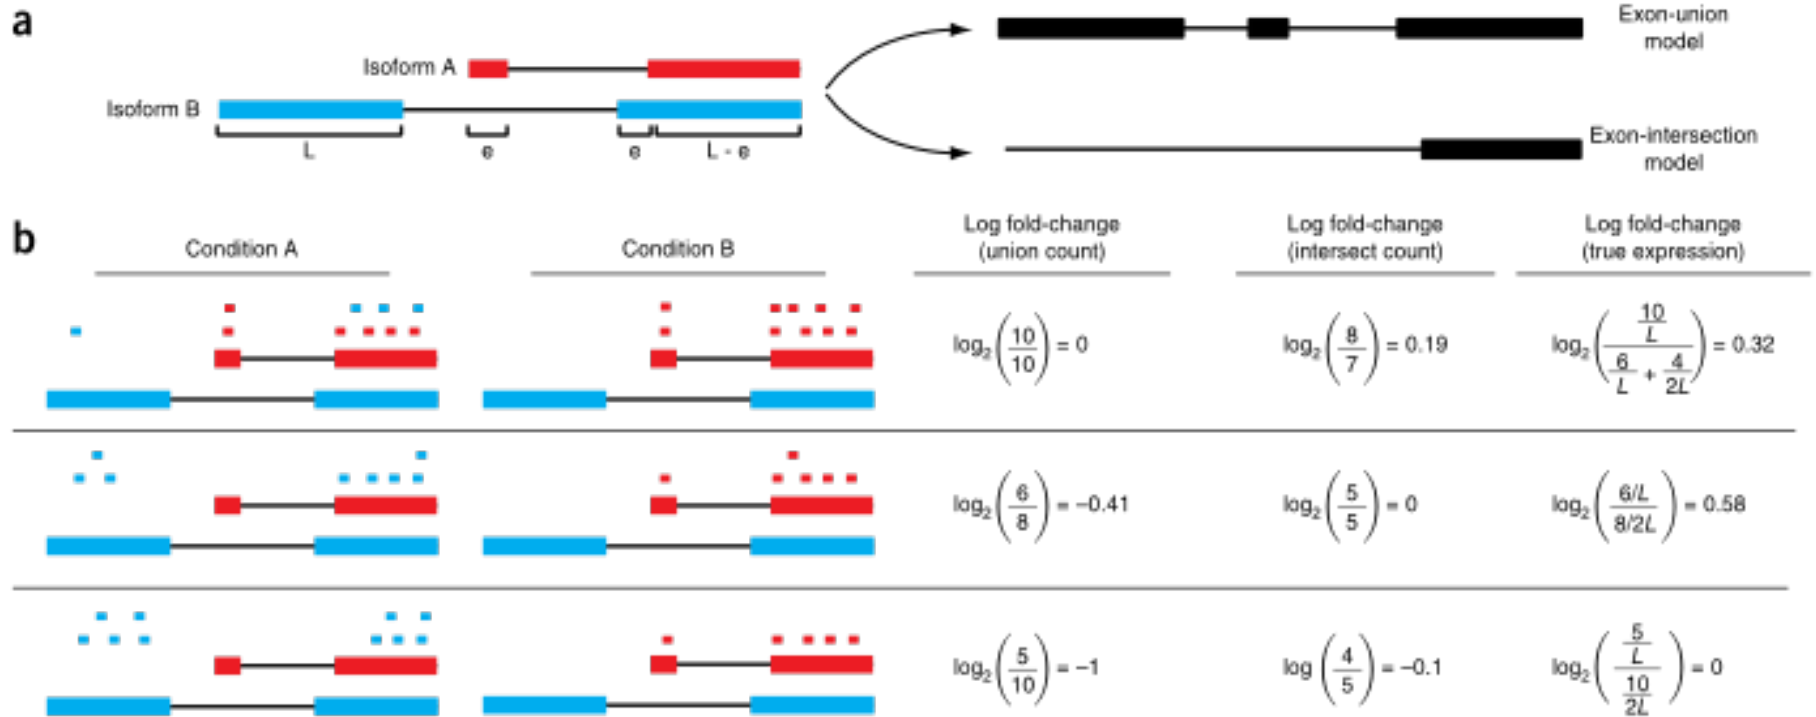 a
Isoform A
Isoform B
L
e
e
L - e
Exon-union
model
Exon-intersection
model
b
Condition A
Condition B
Log fold-change
(union count)
Log fold-change
(intersect count)
Log fold-change
(true expression)
log₂(10/10) = 0
log₂(8/7) = 0.19
log₂((10/L)/(6/L + 4/2L)) = 0.32
log₂(6/8) = –0.41
log₂(5/5) = 0
log₂((6/L)/(8/2L)) = 0.58
log₂(5/10) = –1
log (4/5) = –0.1
log₂((5/L)/(10/2L)) = 0